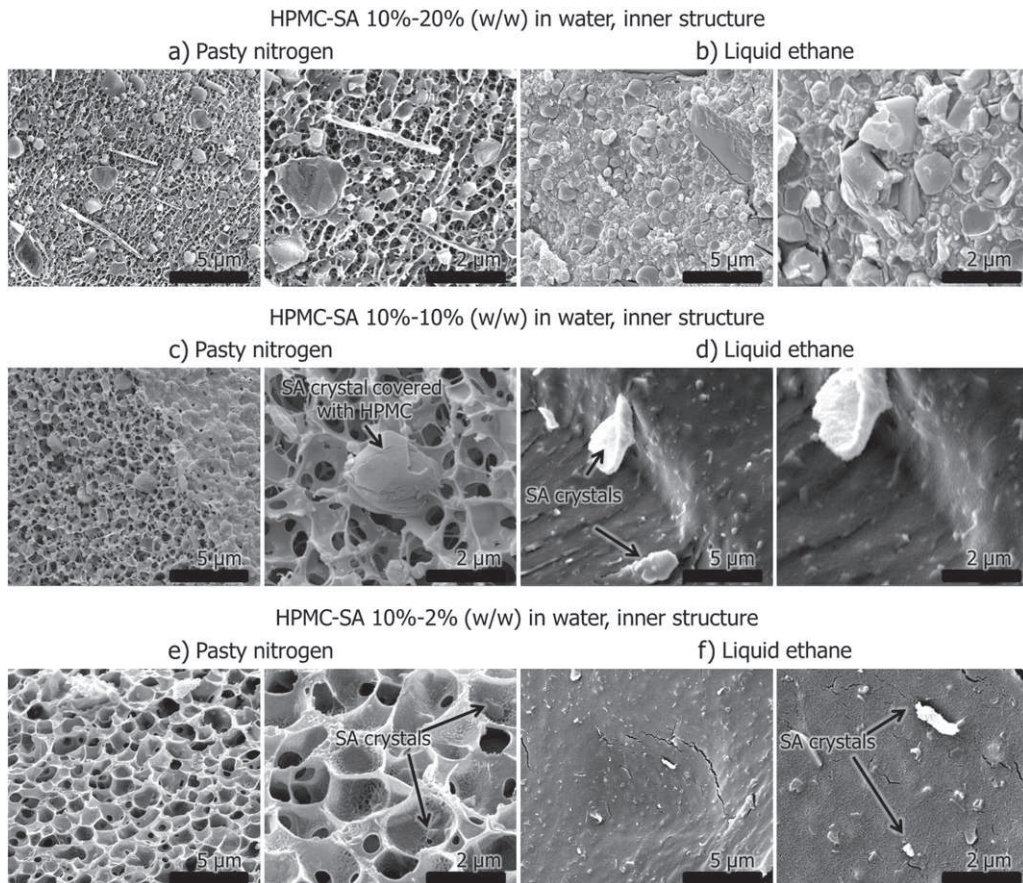 HPMC-SA 10%-20% (w/w) in water, inner structure
a) Pasty nitrogen
b) Liquid ethane
5 µm
2 µm
5 µm
2 µm
HPMC-SA 10%-10% (w/w) in water, inner structure
c) Pasty nitrogen
d) Liquid ethane
SA crystal covered
with HPMC
SA crystals
5 µm
2 µm
5 µm
2 µm
HPMC-SA 10%-2% (w/w) in water, inner structure
e) Pasty nitrogen
f) Liquid ethane
SA crystals
SA crystals
5 µm
2 µm
5 µm
2 µm